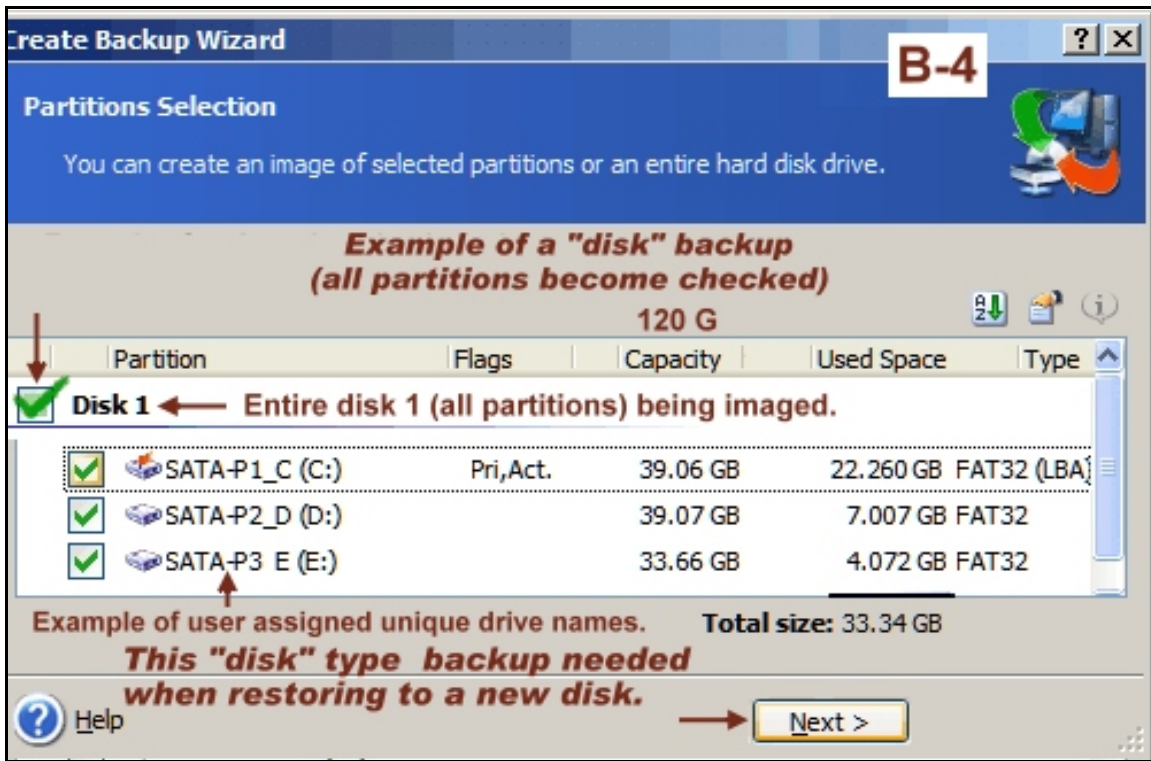 Create Backup Wizard
B-4
Partitions Selection
You can create an image of selected partitions or an entire hard disk drive.
Example of a "disk" backup
(all partitions become checked)
120 G
Partition Flags Capacity Used Space Type
Disk 1 Entire disk 1 (all partitions) being imaged.
SATA-P1_C (C:) Pri,Act. 39.06 GB 22.260 GB FAT32 (LBA)
SATA-P2_D (D:) 39.07 GB 7.007 GB FAT32
SATA-P3 E (E:) 33.66 GB 4.072 GB FAT32
Example of user assigned unique drive names. Total size: 33.34 GB
This "disk" type backup needed
when restoring to a new disk.
Help Next >